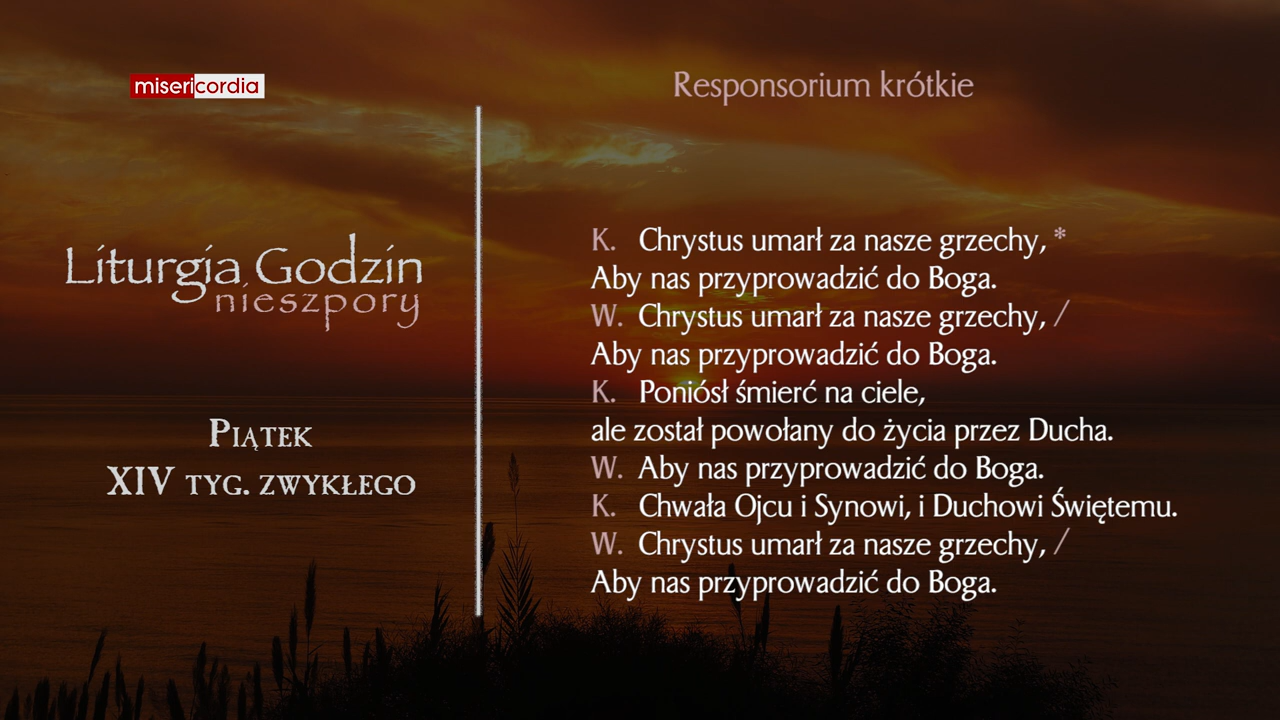 misericordia
Liturgia Godzin
nieszpory
Piątek
XIV tyg. zwykłego
Responsorium krótkie
K. Chrystus umarł za nasze grzechy, *
Aby nas przyprowadzić do Boga.
W. Chrystus umarł za nasze grzechy, /
Aby nas przyprowadzić do Boga.
K. Poniósł śmierć na ciele,
ale został powołany do życia przez Ducha.
W. Aby nas przyprowadzić do Boga.
K. Chwała Ojcu i Synowi, i Duchowi Świętemu.
W. Chrystus umarł za nasze grzechy, /
Aby nas przyprowadzić do Boga.